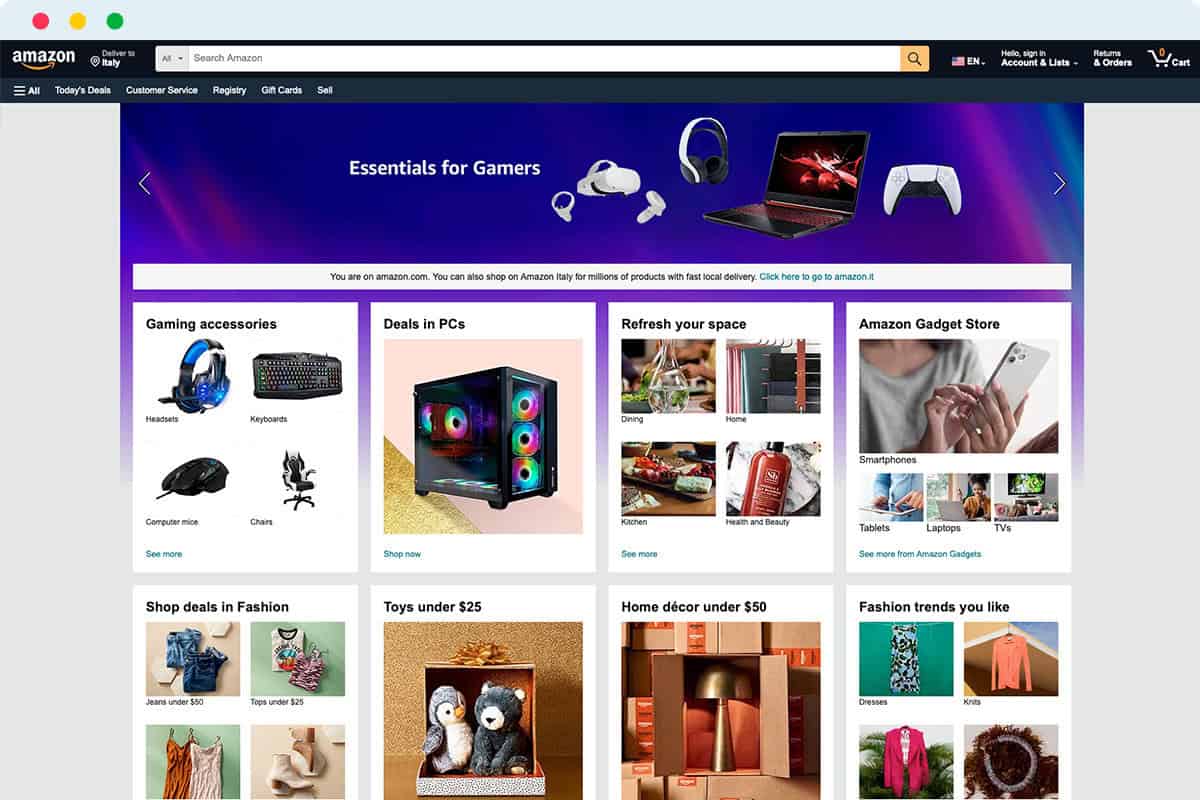 amazon
Deliver to
Italy
All
Search Amazon
EN
Hello, sign in
Account & Lists
Returns
& Orders
0
Cart
All
Today's Deals
Customer Service
Registry
Gift Cards
Sell
Essentials for Gamers
You are on amazon.com. You can also shop on Amazon Italy for millions of products with fast local delivery. Click here to go to amazon.it
Gaming accessories
Headsets
Keyboards
Computer mice
Chairs
See more
Deals in PCs
Shop now
Refresh your space
Dining
Home
Kitchen
Health and Beauty
See more
Amazon Gadget Store
Smartphones
Tablets
Laptops
TVs
See more from Amazon Gadgets
Shop deals in Fashion
Jeans under $50
Tops under $25
Toys under $25
Home décor under $50
Fashion trends you like
Dresses
Knits